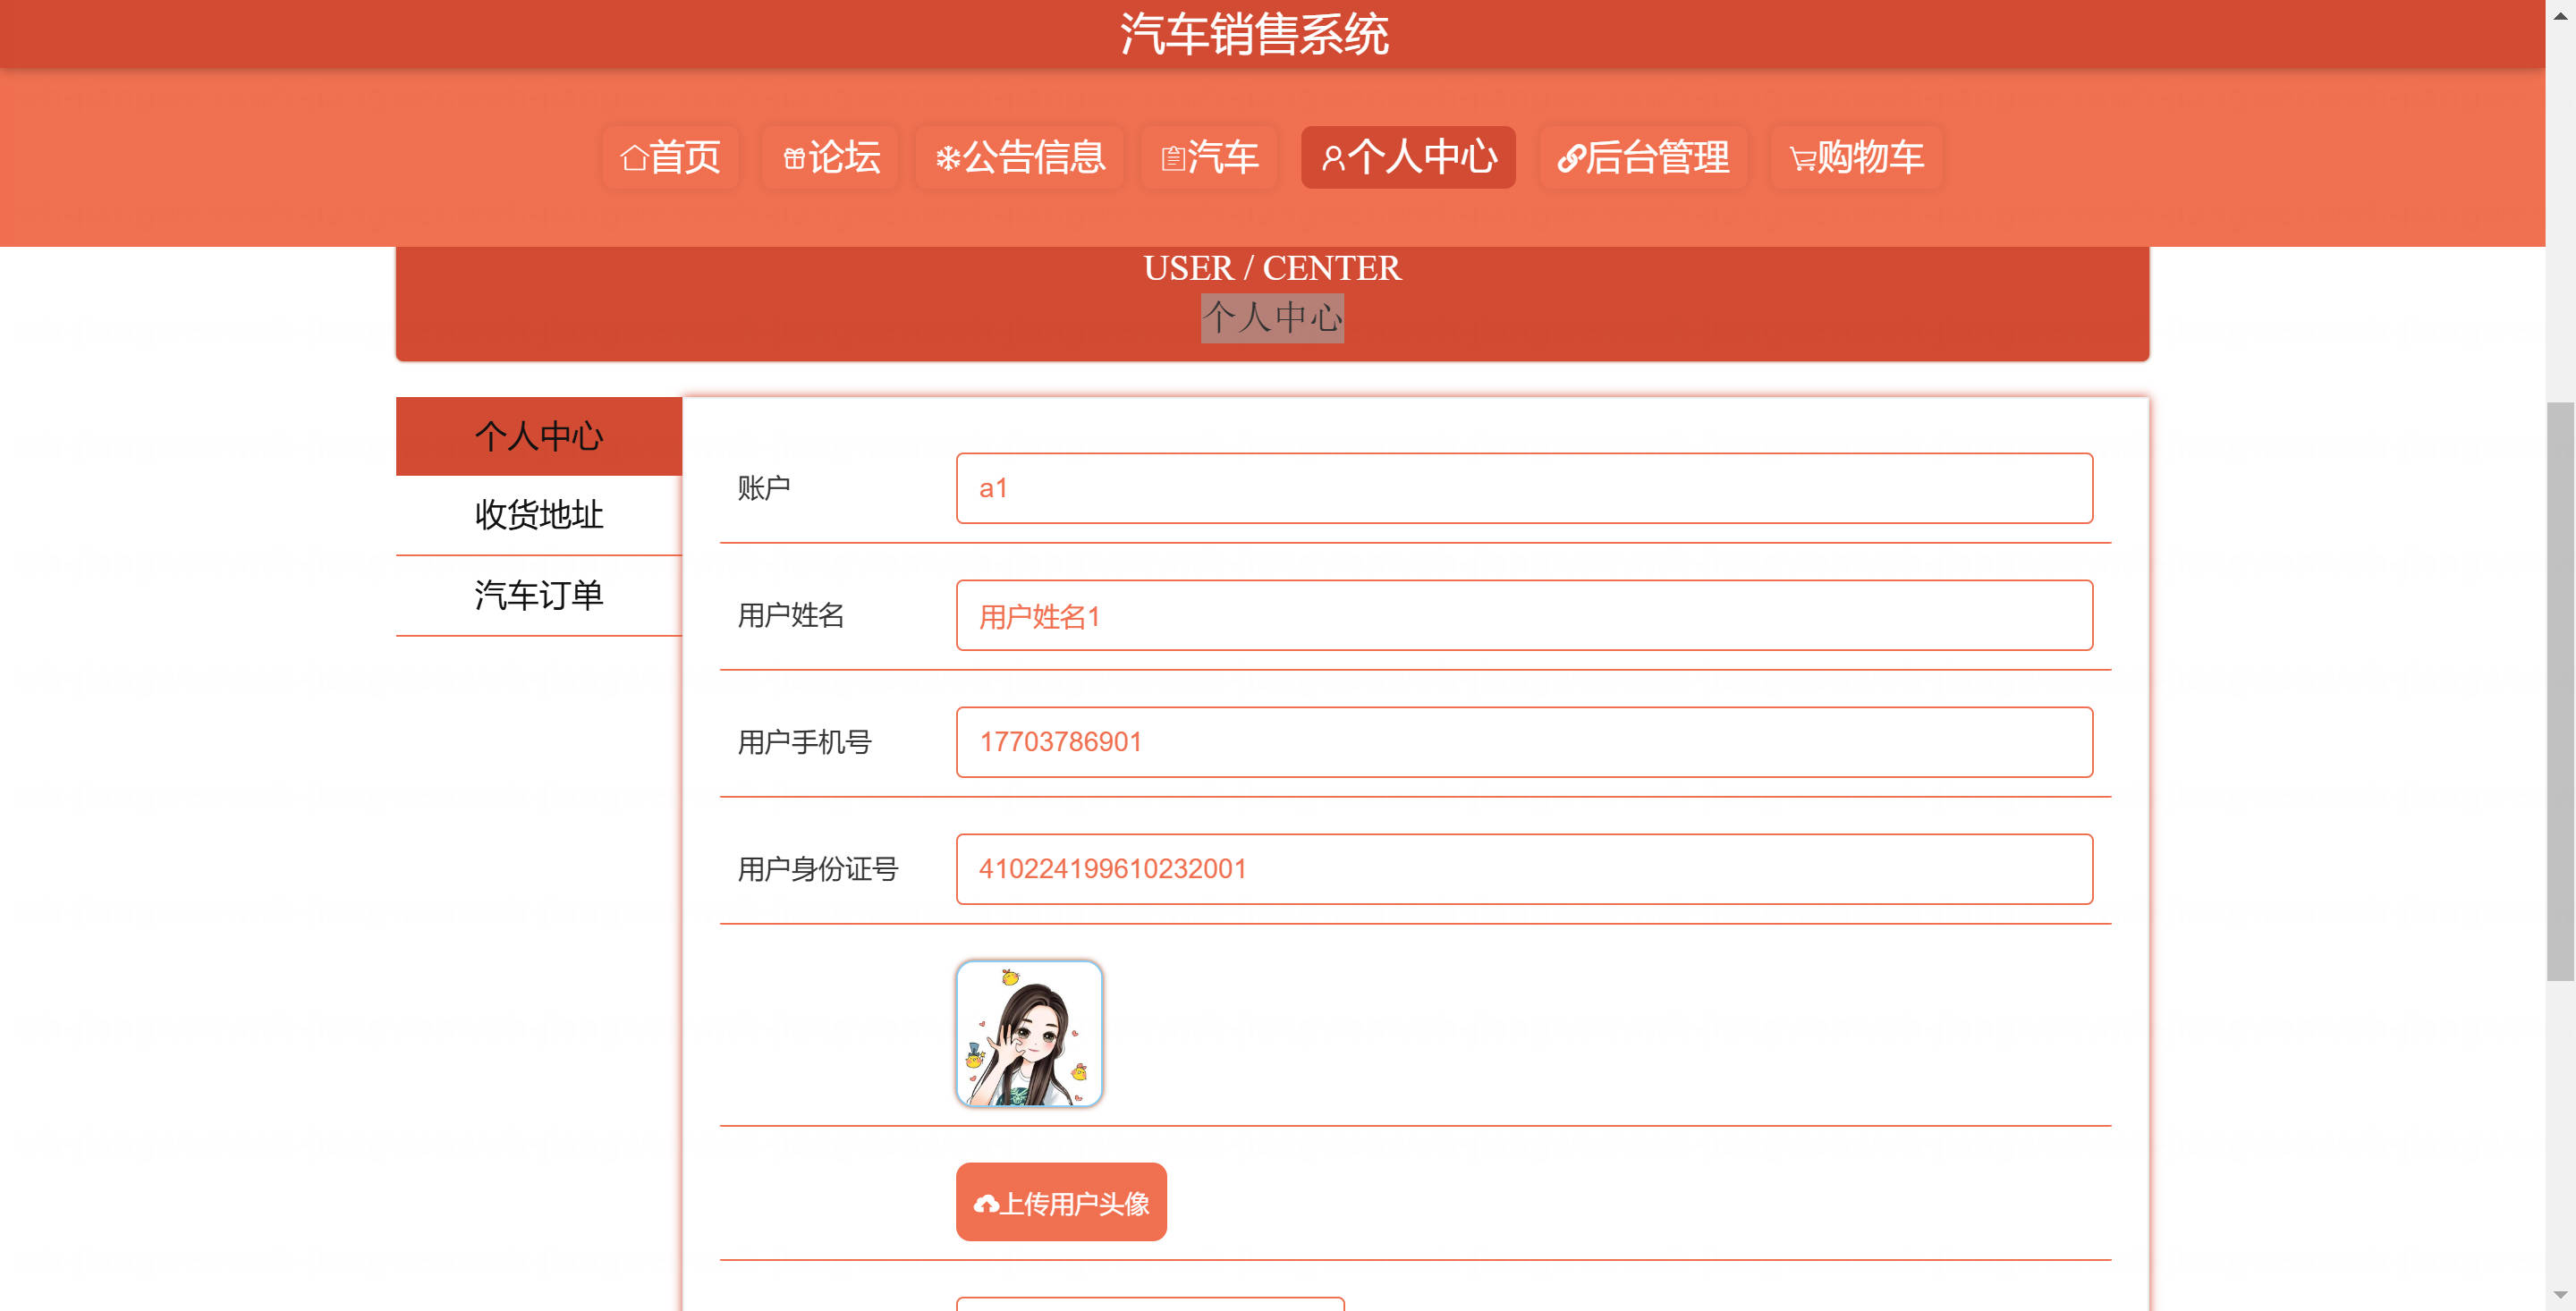 汽车销售系统
首页 论坛 公告信息 汽车 个人中心 后台管理 购物车
USER / CENTER
个人中心
个人中心
收货地址
汽车订单
账户 a1
用户姓名 用户姓名1
用户手机号 17703786901
用户身份证号 410224199610232001
上传用户头像